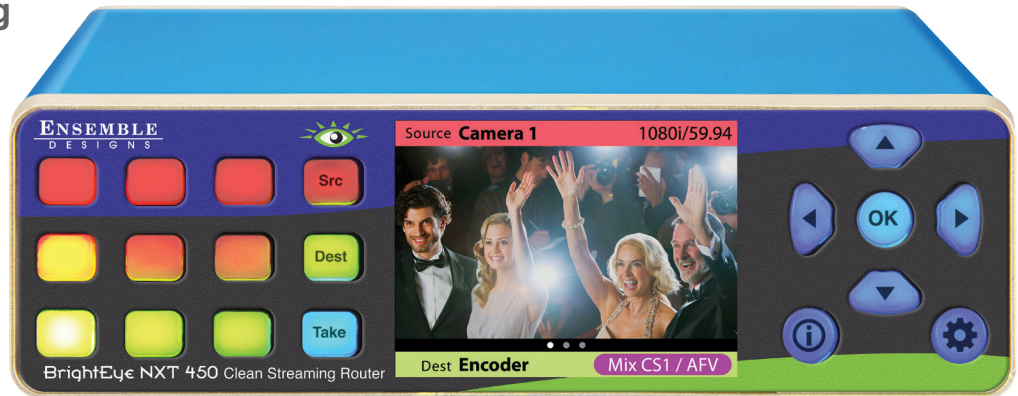 g
ENSEMBLE
DESIGNS
Source Camera 1 1080i/59.94
Src
OK
Dest
Take
Dest Encoder Mix CS1 / AFV
BrightEye NXT 450 Clean Streaming Router